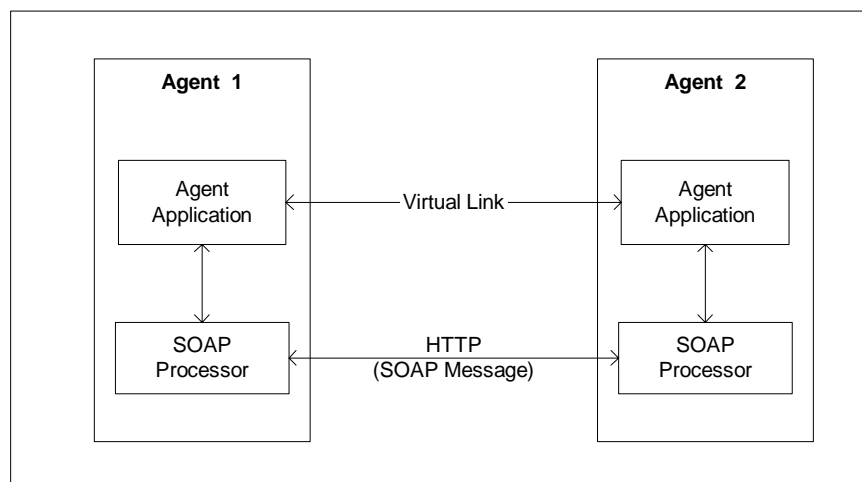 Agent 1
Agent 2
Agent
Application
Virtual Link
Agent
Application
SOAP
Processor
HTTP
(SOAP Message)
SOAP
Processor